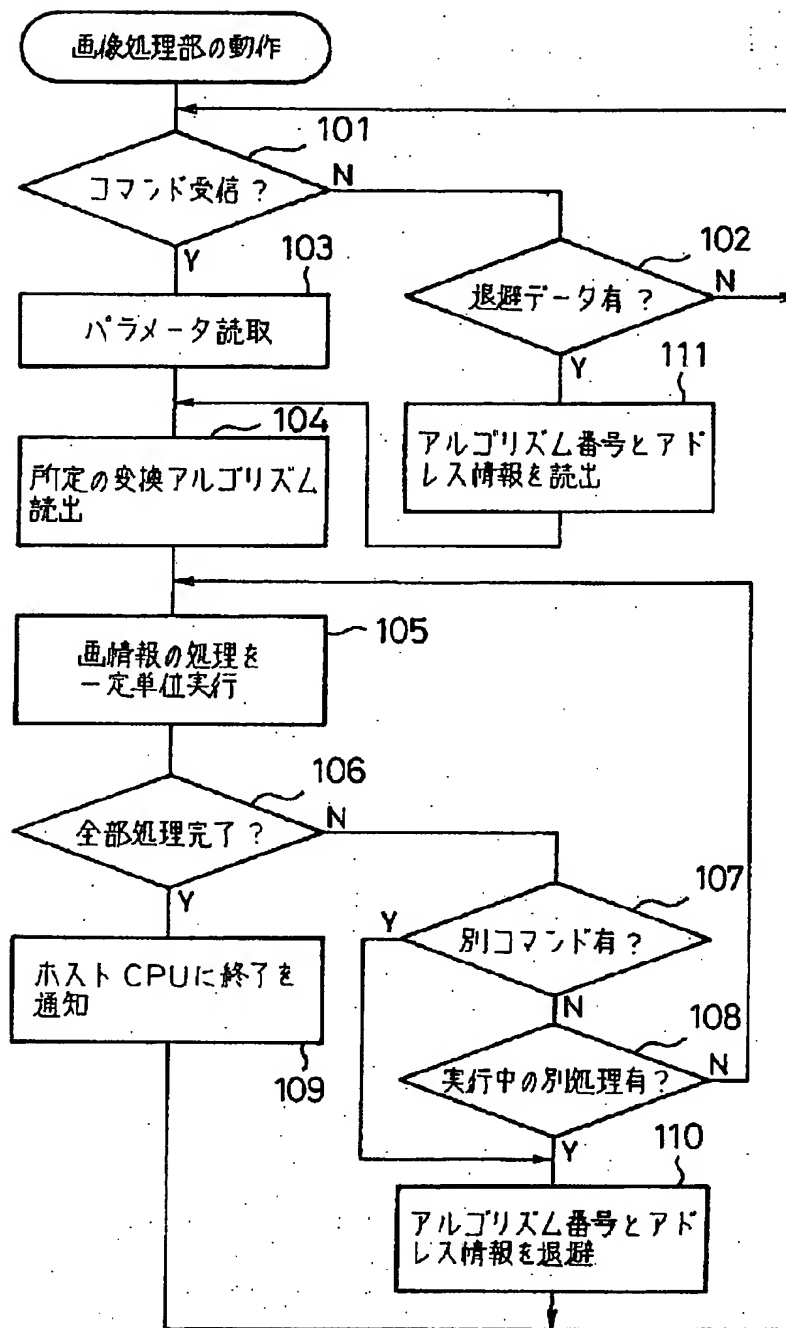 画像処理部の動作
101
コマンド受信？
N
Y
102
退避データ有？
N
Y
103
パラメータ読取
111
アルゴリズム番号とアド
レス情報を読出
104
所定の変換アルゴリズム
読出
105
画情報の処理を
一定単位実行
106
全部処理完了？
N
Y
107
別コマンド有？
Y
N
108
実行中の別処理有？
N
Y
109
ホストCPUに終了を
通知
110
アルゴリズム番号とアド
レス情報を退避